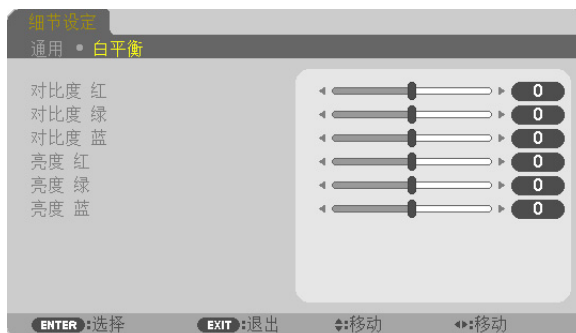 细节设定
通用 • 白平衡
对比度 红 0
对比度 绿 0
对比度 蓝 0
亮度 红 0
亮度 绿 0
亮度 蓝 0
ENTER:选择 EXIT:退出 ◆:移动 ◆:移动